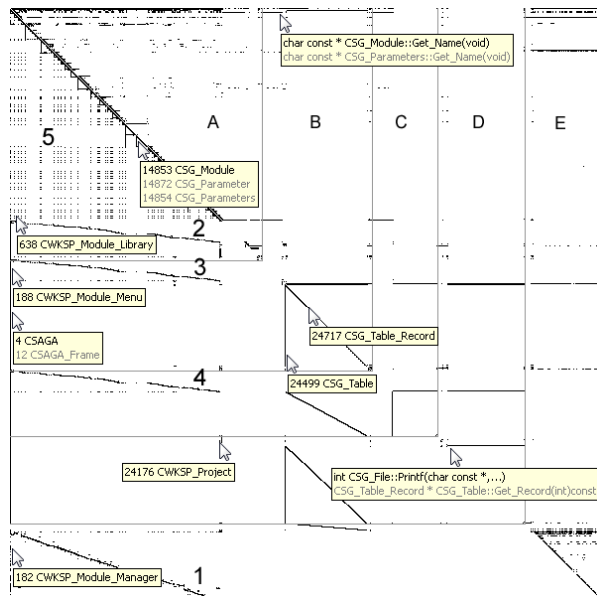 char const * CSG_Module::Get_Name(void)
char const * CSG_Parameters::Get_Name(void)
A
B
C
D
E
5
14853 CSG_Module
14872 CSG_Parameter
14854 CSG_Parameters
2
638 CWKSP_Module_Library
3
188 CWKSP_Module_Menu
4 CSAGA
12 CSAGA_Frame
24717 CSG_Table_Record
4
24499 CSG_Table
24176 CWKSP_Project
int CSG_File::Printf(char const *,...)
CSG_Table_Record * CSG_Table::Get_Record(int)const
182 CWKSP_Module_Manager
1